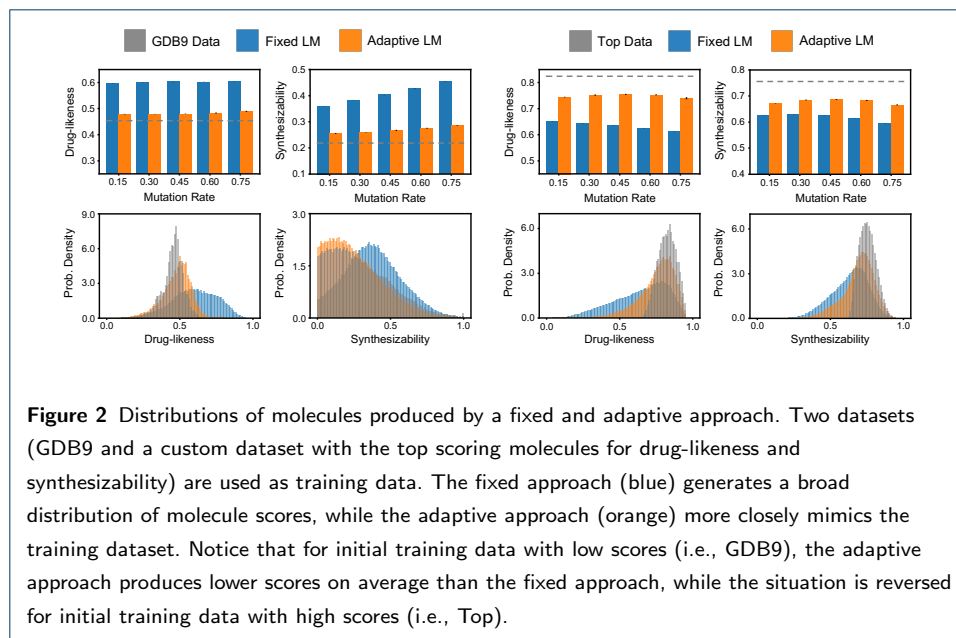 GDB9 Data Fixed LM Adaptive LM
Top Data Fixed LM Adaptive LM
Drug-likeness
0.6
0.5
0.4
0.3
0.15 0.30 0.45 0.60 0.75
Mutation Rate
Synthesizability
0.5
0.4
0.3
0.2
0.1
0.15 0.30 0.45 0.60 0.75
Mutation Rate
Drug-likeness
0.8
0.7
0.6
0.5
0.15 0.30 0.45 0.60 0.75
Mutation Rate
Synthesizability
0.8
0.7
0.6
0.5
0.4
0.15 0.30 0.45 0.60 0.75
Mutation Rate
Prob. Density
9.0
6.0
3.0
0.0
0.0 0.5 1.0
Drug-likeness
Prob. Density
3.0
2.0
1.5
0.0
0.0 0.5 1.0
Synthesizability
Prob. Density
6.0
3.0
0.0
0.0 0.5 1.0
Drug-likeness
Prob. Density
6.0
3.0
0.0
0.0 0.5 1.0
Synthesizability
Figure 2 Distributions of molecules produced by a fixed and adaptive approach. Two datasets
(GDB9 and a custom dataset with the top scoring molecules for drug-likeness and
synthesizability) are used as training data. The fixed approach (blue) generates a broad
distribution of molecule scores, while the adaptive approach (orange) more closely mimics the
training dataset. Notice that for initial training data with low scores (i.e., GDB9), the adaptive
approach produces lower scores on average than the fixed approach, while the situation is reversed
for initial training data with high scores (i.e., Top).